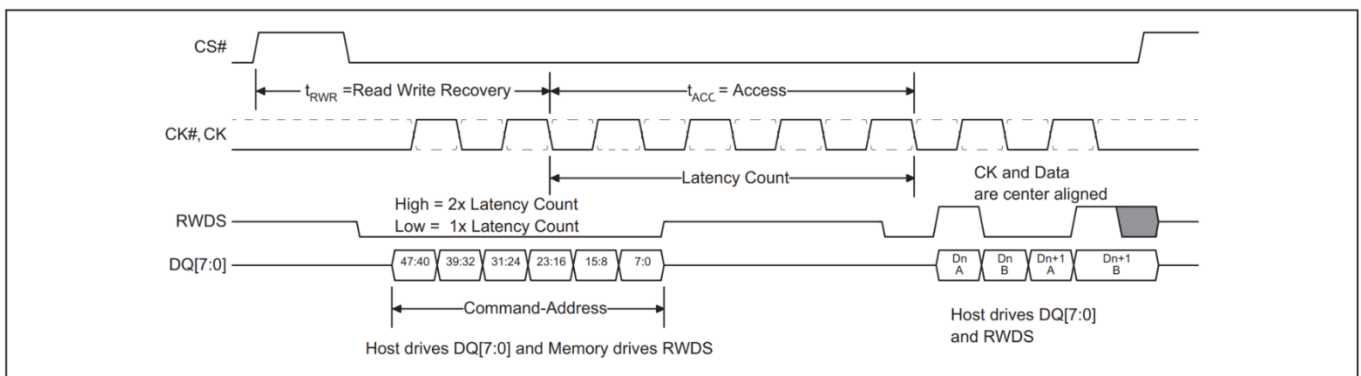 CS#
t_RWR =Read Write Recovery
t_ACC = Access
CK#, CK
Latency Count
CK and Data
are center aligned
High = 2x Latency Count
Low = 1x Latency Count
RWDS
DQ[7:0]
47:40 39:32 31:24 23:16 15:8 7:0
Dn
A
Dn
B
Dn+1
A
Dn+1
B
Command-Address
Host drives DQ[7:0]
and RWDS
Host drives DQ[7:0] and Memory drives RWDS